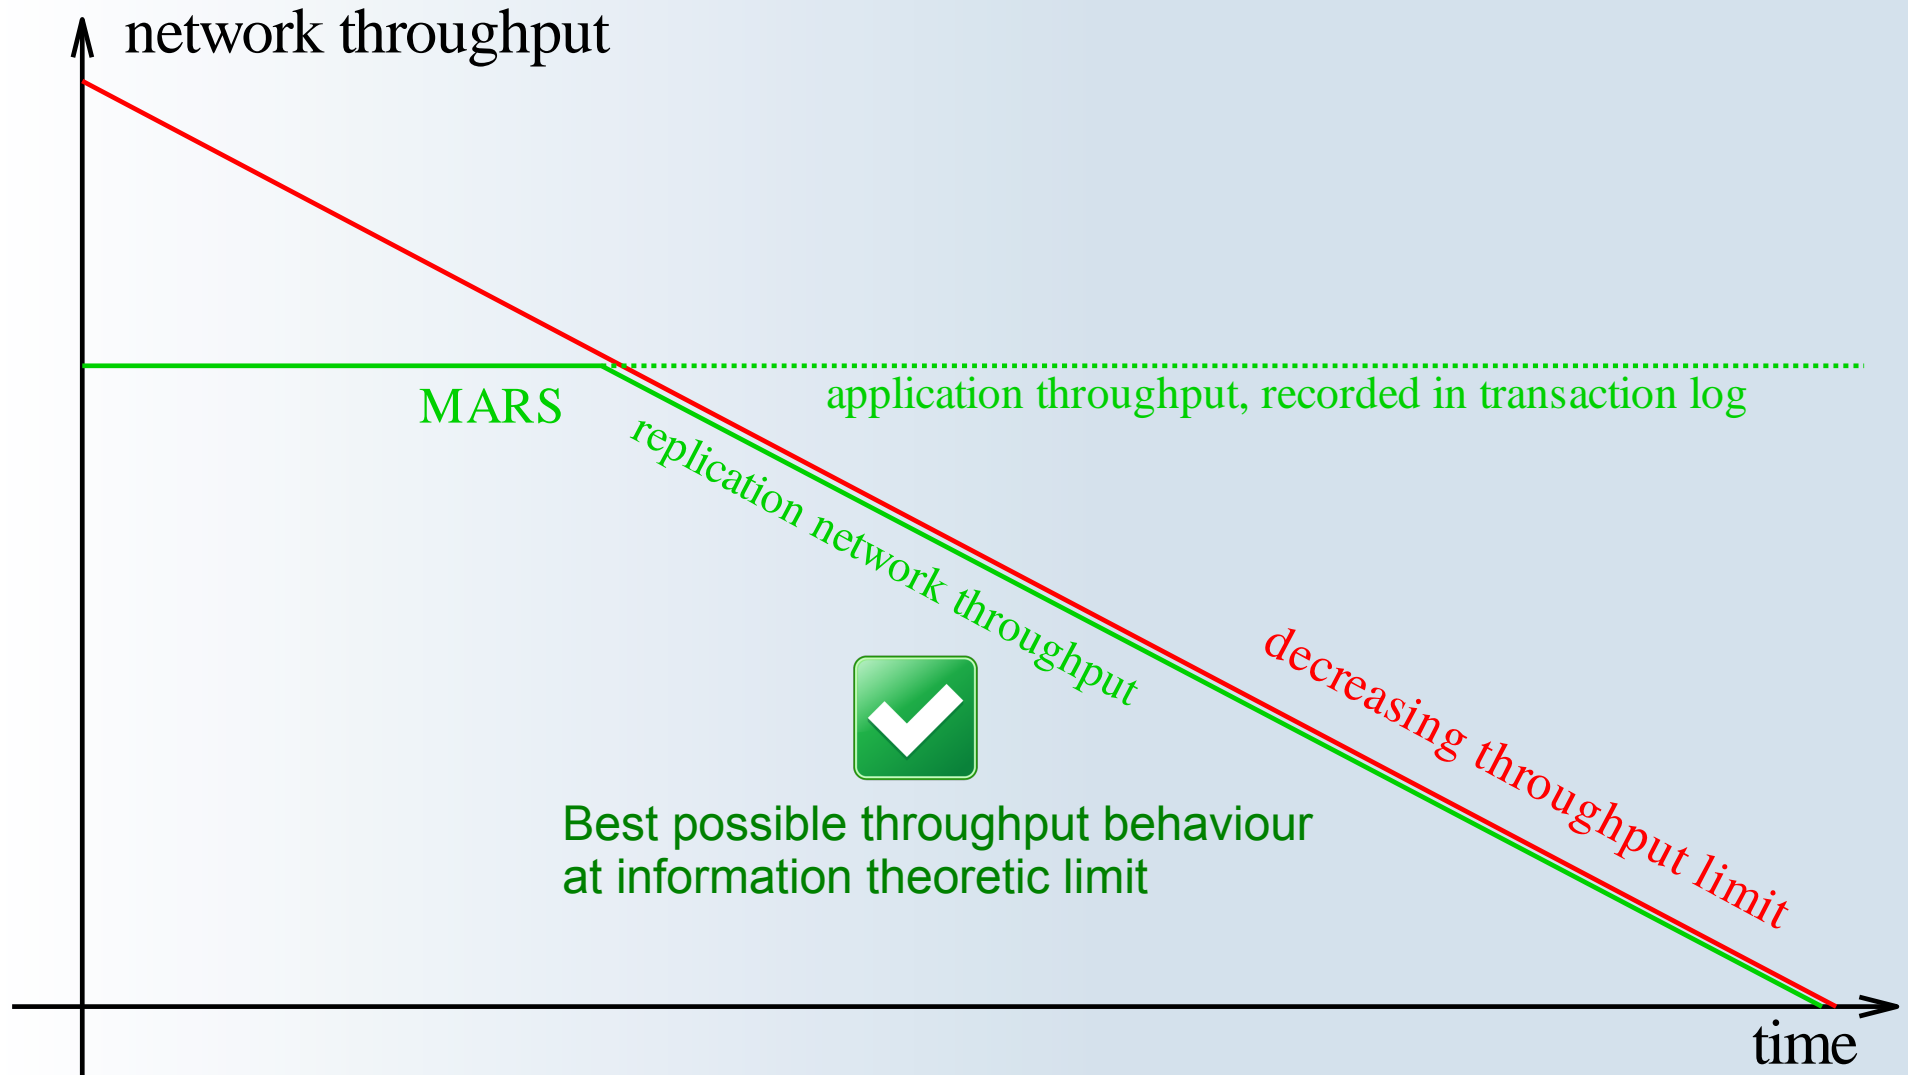 network throughput
MARS
application throughput, recorded in transaction log
replication network throughput
decreasing throughput limit
Best possible throughput behaviour
at information theoretic limit
time